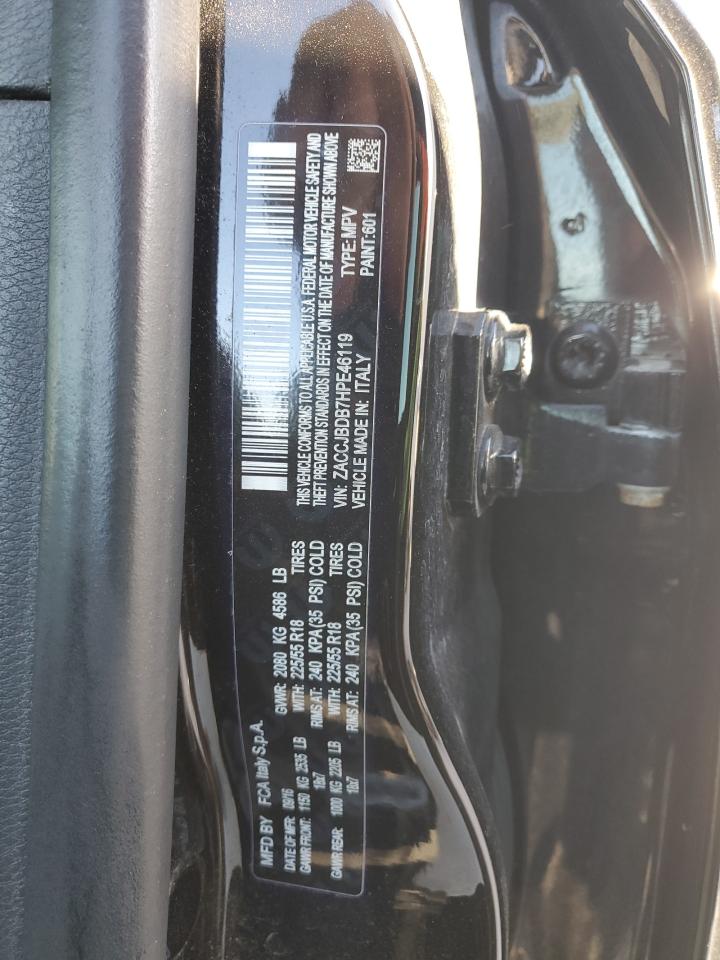 MFD BY FCA Italy S.p.A.
DATE OF MFR: 09/16 GVWR: 2080 KG 4586 LB
GAWR FRONT: 1150 KG 2535 LB WITH: 225/55 R18 TIRES
18x7 RIMS AT: 240 KPA (35 PSI) COLD
GAWR REAR: 1000 KG 2205 LB WITH: 225/55 R18 TIRES
18x7 RIMS AT: 240 KPA (35 PSI) COLD
THIS VEHICLE CONFORMS TO ALL APPLICABLE U.S.A. FEDERAL MOTOR VEHICLE SAFETY AND
THEFT PREVENTION STANDARDS IN EFFECT ON THE DATE OF MANUFACTURE SHOWN ABOVE
VIN: ZACCJBDB7HPE46119 TYPE: MPV
VEHICLE MADE IN: ITALY PAINT:601